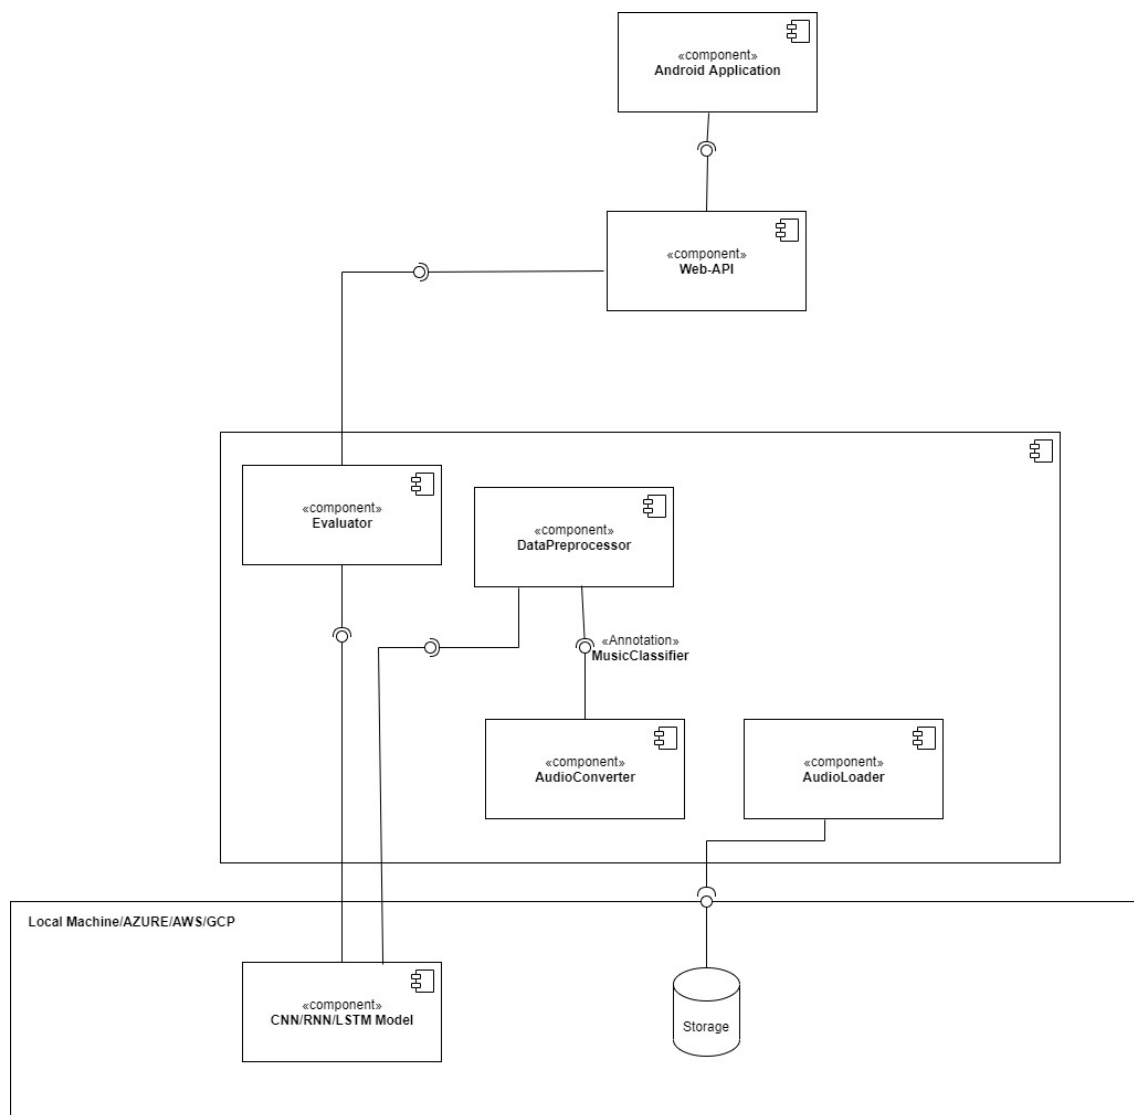 «component»
Android Application
«component»
Web-API
«component»
Evaluator
«component»
DataPreprocessor
«Annotation»
MusicClassifier
«component»
AudioConverter
«component»
AudioLoader
Local Machine/AZURE/AWS/GCP
«component»
CNN/RNN/LSTM Model
Storage